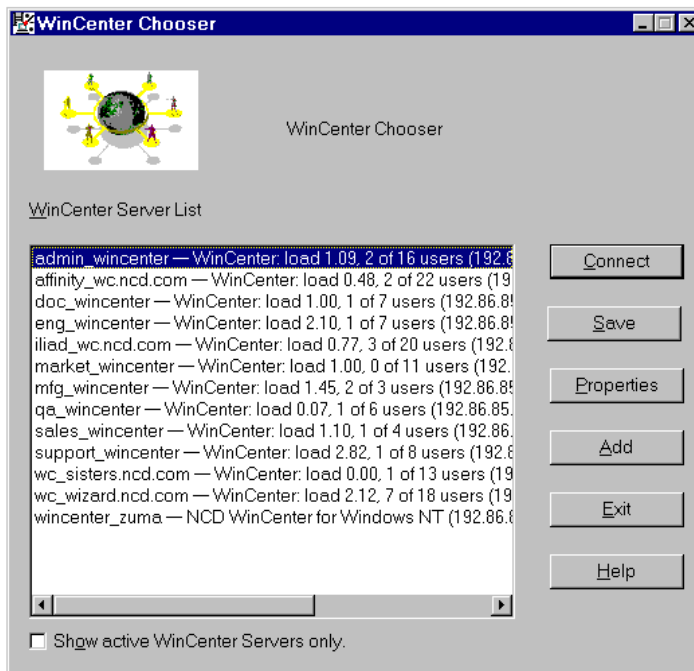 WinCenter Chooser
WinCenter Chooser
WinCenter Server List
admin_wincenter — WinCenter: load 1.09, 2 of 16 users (192.8
affinity_wc.ncd.com — WinCenter: load 0.48, 2 of 22 users (19
doc_wincenter — WinCenter: load 1.00, 1 of 7 users (192.86.8
eng_wincenter — WinCenter: load 2.10, 1 of 7 users (192.86.8
iliad_wc.ncd.com — WinCenter: load 0.77, 3 of 20 users (192.8
market_wincenter — WinCenter: load 1.00, 0 of 11 users (192.
mfg_wincenter — WinCenter: load 1.45, 2 of 3 users (192.86.85
qa_wincenter — WinCenter: load 0.07, 1 of 6 users (192.86.85.
sales_wincenter — WinCenter: load 1.10, 1 of 4 users (192.86.
support_wincenter — WinCenter: load 2.82, 1 of 8 users (192.8
wc_sisters.ncd.com — WinCenter: load 0.00, 1 of 13 users (19
wc_wizard.ncd.com — WinCenter: load 2.12, 7 of 18 users (19
wincenter_zuma — NCD WinCenter for Windows NT (192.86.8
Connect
Save
Properties
Add
Exit
Help
Show active WinCenter Servers only.